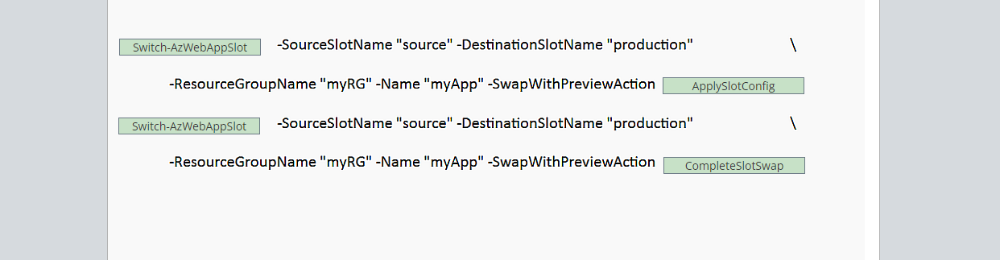 Switch-AzWebAppSlot -SourceSlotName "source" -DestinationSlotName "production" \
-ResourceGroupName "myRG" -Name "myApp" -SwapWithPreviewAction ApplySlotConfig
Switch-AzWebAppSlot -SourceSlotName "source" -DestinationSlotName "production" \
-ResourceGroupName "myRG" -Name "myApp" -SwapWithPreviewAction CompleteSlotSwap